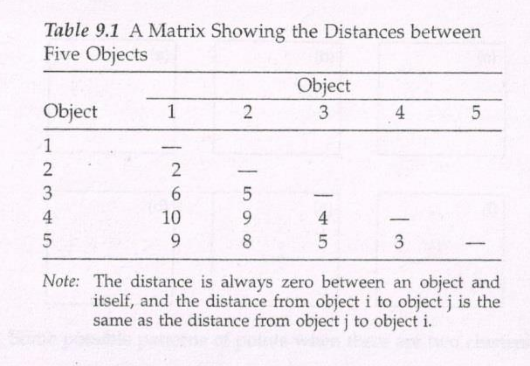 Table 9.1 A Matrix Showing the Distances between
Five Objects
Object
Object 1 2 3 4 5
1 —
2 2 —
3 6 5 —
4 10 9 4 —
5 9 8 5 3 —
Note: The distance is always zero between an object and
itself, and the distance from object i to object j is the
same as the distance from object j to object i.